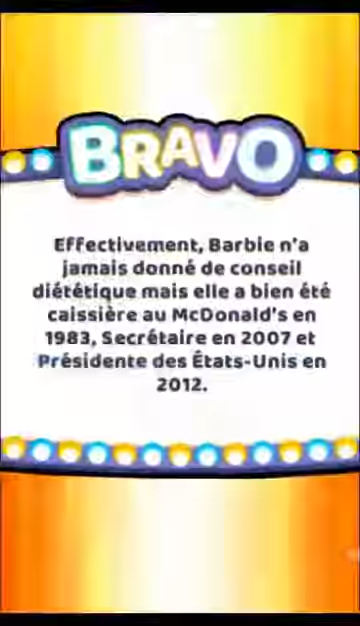 BRAVO
Effectivement, Barbie n'a
jamais donné de conseil
diététique mais elle a bien été
caissière au McDonald's en
1983, Secrétaire en 2007 et
Présidente des États-Unis en
2012.